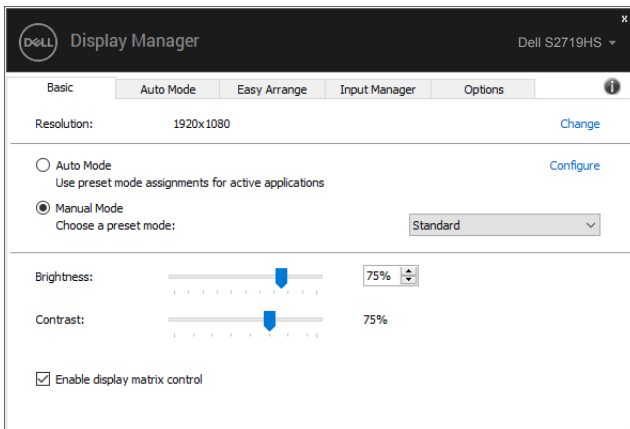 x
DELL Display Manager
Dell S2719HS
Basic Auto Mode Easy Arrange Input Manager Options i
Resolution: 1920x1080 Change
Auto Mode Configure
Use preset mode assignments for active applications
Manual Mode
Choose a preset mode: Standard
Brightness: 75%
Contrast: 75%
Enable display matrix control